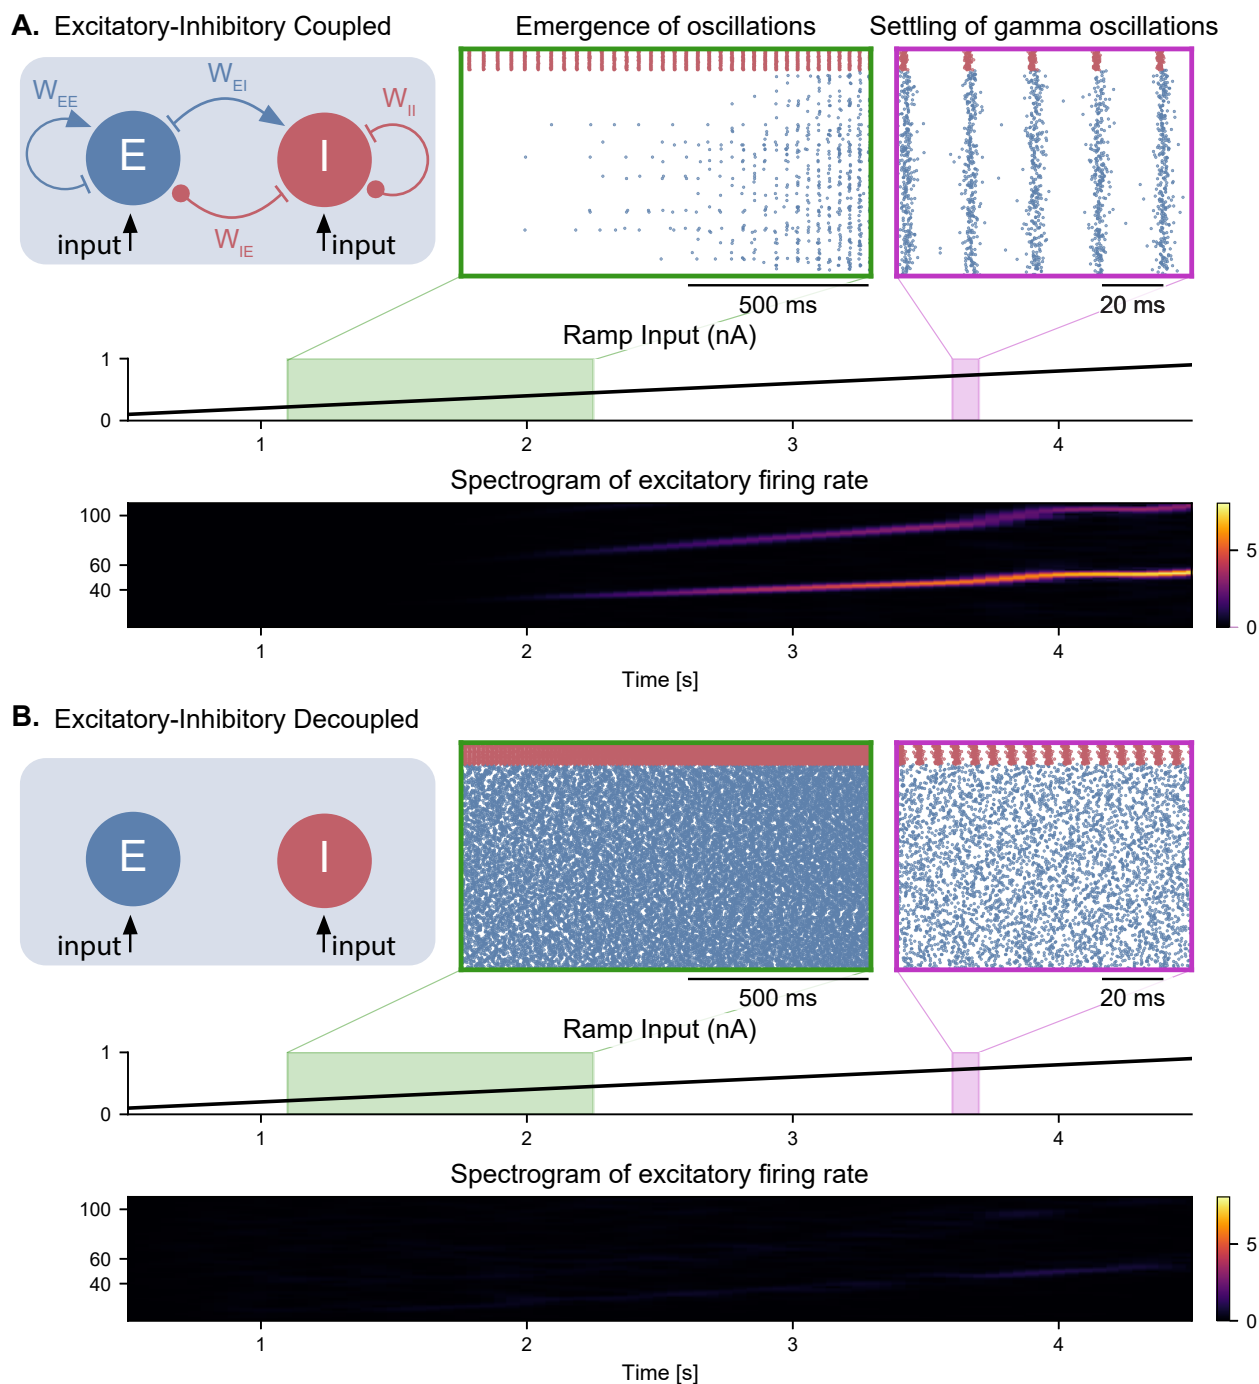 A. Excitatory-Inhibitory Coupled
Emergence of oscillations
Settling of gamma oscillations
W_EE
W_EI
W_II
E
I
input
input
W_IE
500 ms
20 ms
Ramp Input (nA)
1
0
1 2 3 4
Spectrogram of excitatory firing rate
100
60
40
5
0
1 2 3 4
Time [s]
B. Excitatory-Inhibitory Decoupled
E
I
input
input
500 ms
20 ms
Ramp Input (nA)
1
0
1 2 3 4
Spectrogram of excitatory firing rate
100
60
40
5
0
1 2 3 4
Time [s]